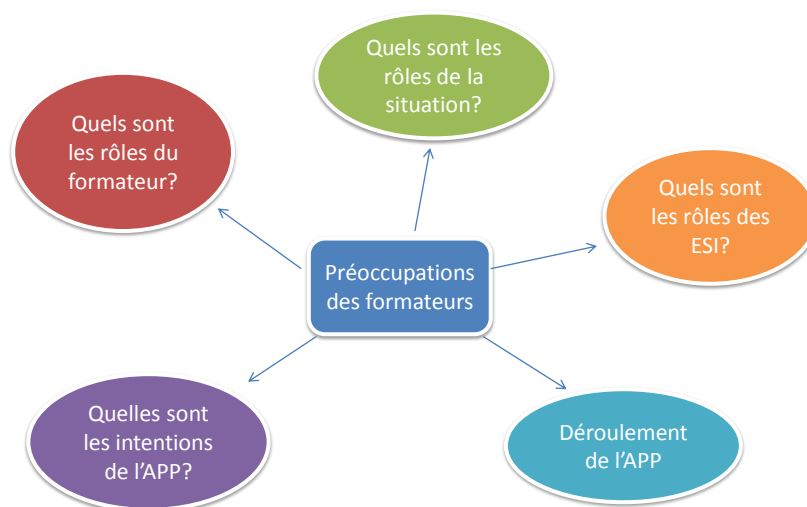 Quels sont les
rôles de la
situation?
Quels sont
les rôles du
formateur?
Quels sont
les rôles des
ESI?
Préoccupations
des formateurs
Quelles sont
les intentions
de l’APP?
Déroulement
de l’APP